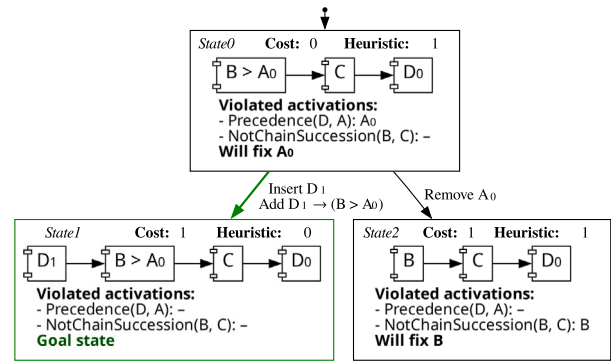 State0 Cost: 0 Heuristic: 1
B > A0 C D0
Violated activations:
- Precedence(D, A): A0
- NotChainSuccession(B, C): –
Will fix A0
Insert D1
Add D1 → (B > A0)
Remove A0
State1 Cost: 1 Heuristic: 0
D1 B > A0 C D0
Violated activations:
- Precedence(D, A): –
- NotChainSuccession(B, C): –
Goal state
State2 Cost: 1 Heuristic: 1
B C D0
Violated activations:
- Precedence(D, A): –
- NotChainSuccession(B, C): B
Will fix B